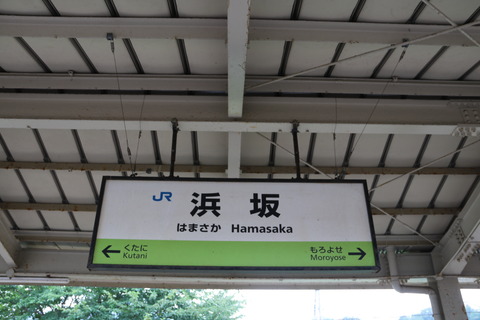 JR 浜坂
はまさか Hamasaka
← くたに もろよせ →
Kutani Moroyose